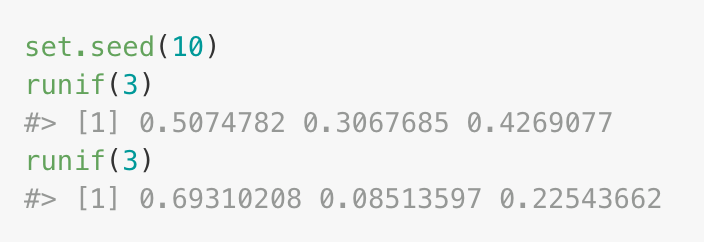 set.seed(10)
runif(3)
#> [1] 0.5074782 0.3067685 0.4269077
runif(3)
#> [1] 0.69310208 0.08513597 0.22543662